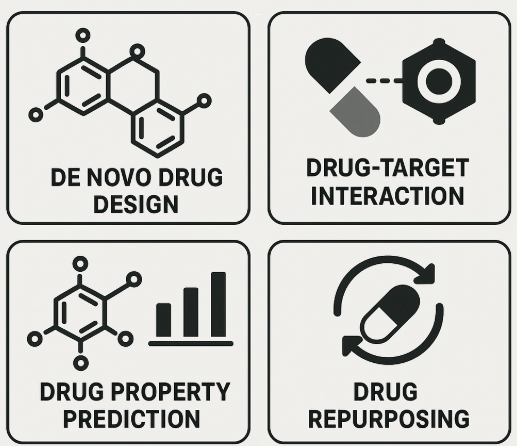 DE NOVO DRUG
DESIGN
DRUG-TARGET
INTERACTION
DRUG PROPERTY
PREDICTION
DRUG
REPURPOSING